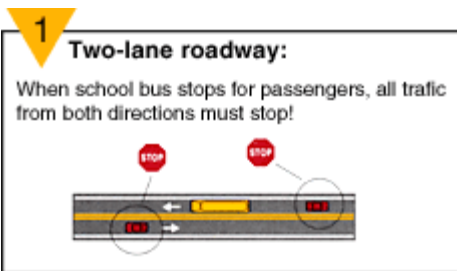 1
Two-lane roadway:
When school bus stops for passengers, all trafic
from both directions must stop!
STOP
STOP